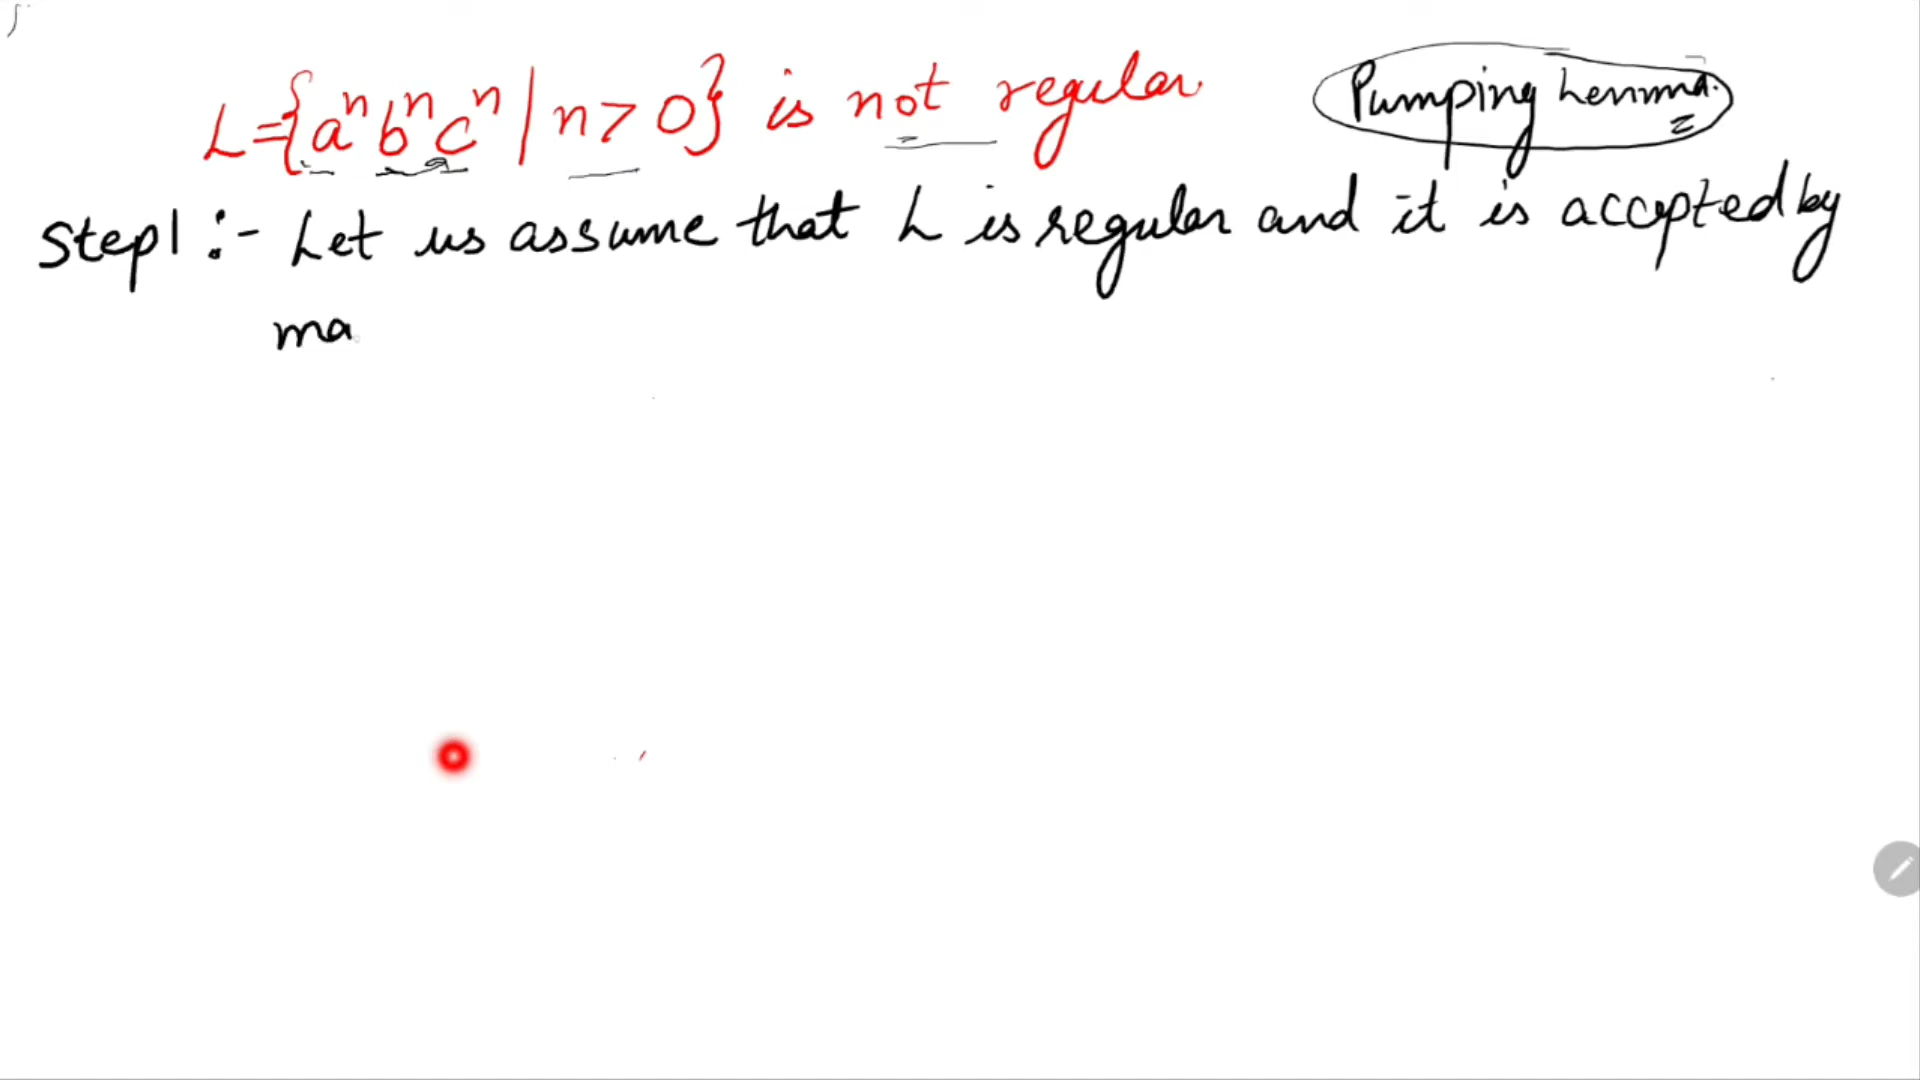 L={aⁿbⁿcⁿ | n>0} is not regular.
Pumping Lemma.
Step1 :- Let us assume that L is regular and it is accepted by
ma